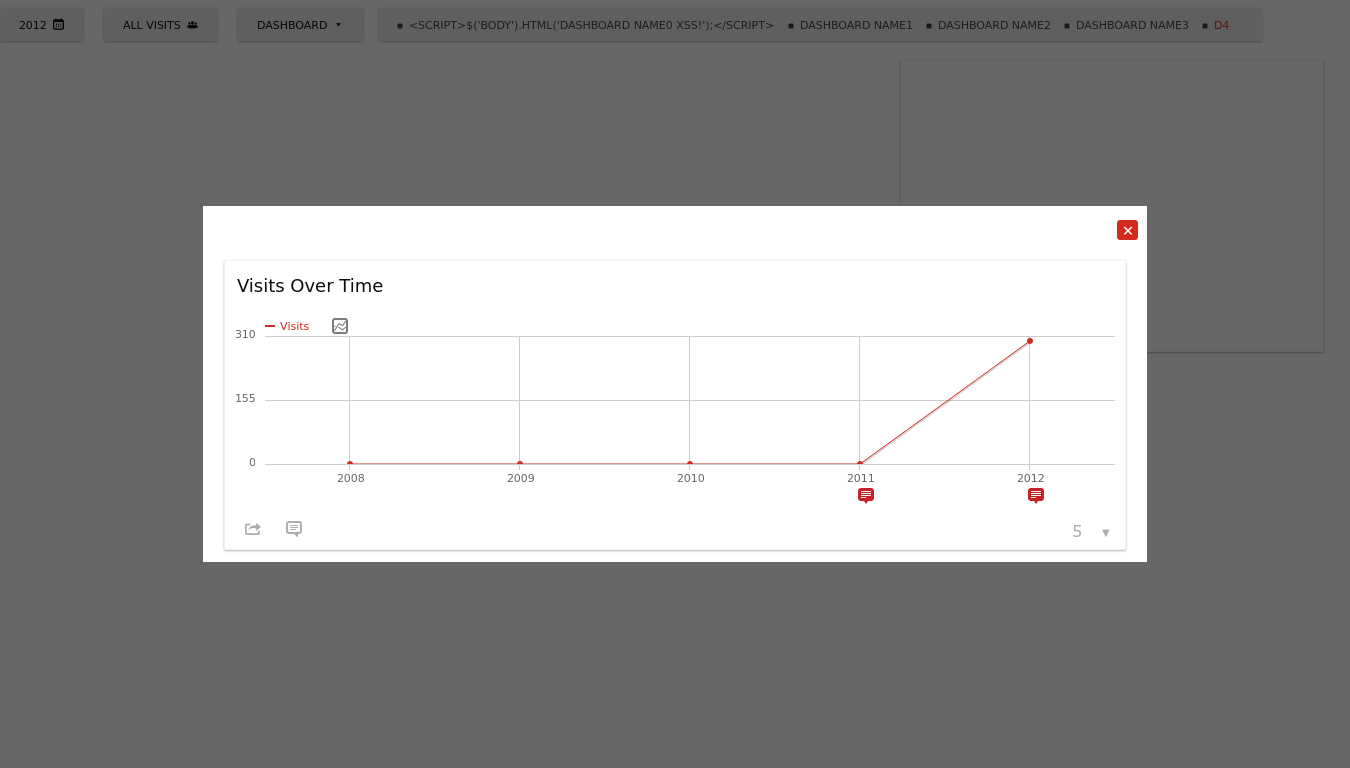 2012 ALL VISITS DASHBOARD <SCRIPT>$('BODY').HTML('DASHBOARD NAME0 XSS!');</SCRIPT> DASHBOARD NAME1 DASHBOARD NAME2 DASHBOARD NAME3 D4
Visits Over Time
Visits
310
155
0
2008 2009 2010 2011 2012
5